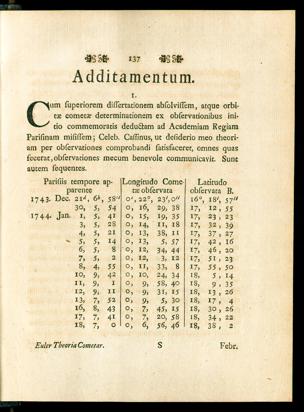 137
Additamentum.
I.
Cum superiorem dissertationem absolvissem, atque orbi-
tæ cometæ determinationem ex observationibus ini-
tio commemoratis deductam ad Academiam Regiam
Parisinam misissem; Celeb. Cassinus, ut desiderio meo theori-
am per observationes comprobandi satisfaceret, omnes quas
fecerat, observationes mecum benevole communicavit. Sunt
autem sequentes.
Parisiis tempore ap- | Longitudo Come- | Latitudo
parente | tæ observata | observata B.
1743. Dec. 21d, 6h, 58'' | 0s, 22°, 23', 0'' | 16°, 18', 57''
30, 5, 54 | 0, 16, 29, 38 | 17, 12, 55
1744. Jan. 1, 5, 41 | 0, 15, 19, 35 | 17, 23, 23
3, 5, 28 | 0, 14, 11, 18 | 17, 32, 39
4, 5, 21 | 0, 13, 38, 11 | 17, 37, 27
5, 5, 14 | 0, 13, 5, 57 | 17, 42, 16
6, 5, 8 | 0, 12, 34, 44 | 17, 46, 20
7, 5, 2 | 0, 12, 3, 12 | 17, 51, 23
8, 4, 55 | 0, 11, 33, 8 | 17, 55, 50
10, 9, 42 | 0, 10, 24, 34 | 18, 5, 14
11, 9, 1 | 0, 9, 58, 40 | 18, 9, 35
12, 9, 11 | 0, 9, 31, 15 | 18, 13, 26
13, 7, 52 | 0, 9, 5, 30 | 18, 17, 4
16, 8, 43 | 0, 7, 45, 15 | 18, 30, 26
17, 7, 41 | 0, 7, 20, 58 | 18, 34, 22
18, 7, 0 | 0, 6, 56, 46 | 18, 38, 2
Euler Theoria Cometar. S Febr.